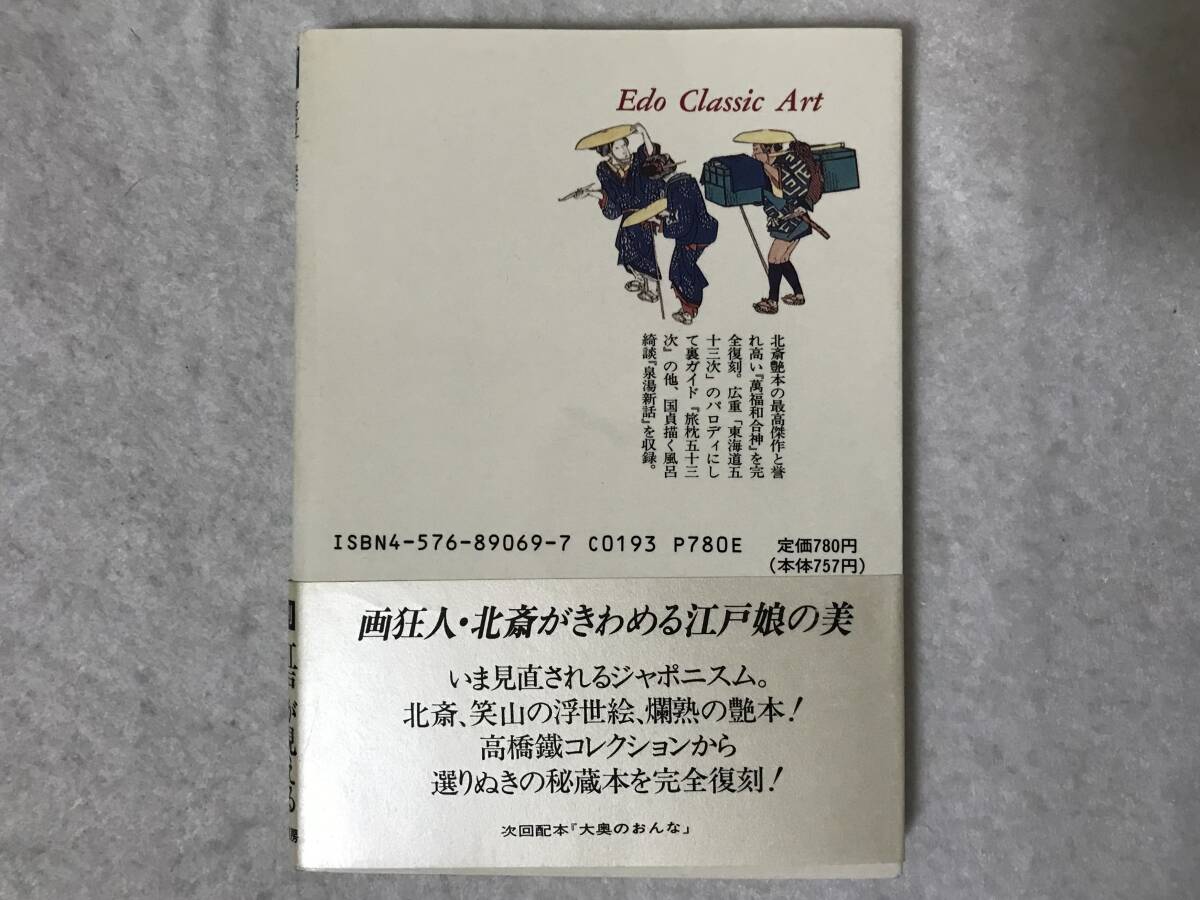 Edo Classic Art
北斎艶本の最高傑作と誉
れ高い『萬福和合神』を完
全復刻。広重「東海道五
十三次」のパロディにし
て裏ガイド『旅枕五十三
次』の他、国貞描く風呂
綺談『泉湯新話』を収録。
ISBN4-576-89069-7 C0193 P780E
定価780円
(本体757円)
画狂人・北斎がきわめる江戸娘の美
いま見直されるジャポニスム。
北斎、笑山の浮世絵、爛熟の艶本!
高橋鐵コレクションから
選りぬきの秘蔵本を完全復刻!
次回配本『大奥のおんな』
江戸が見える
房